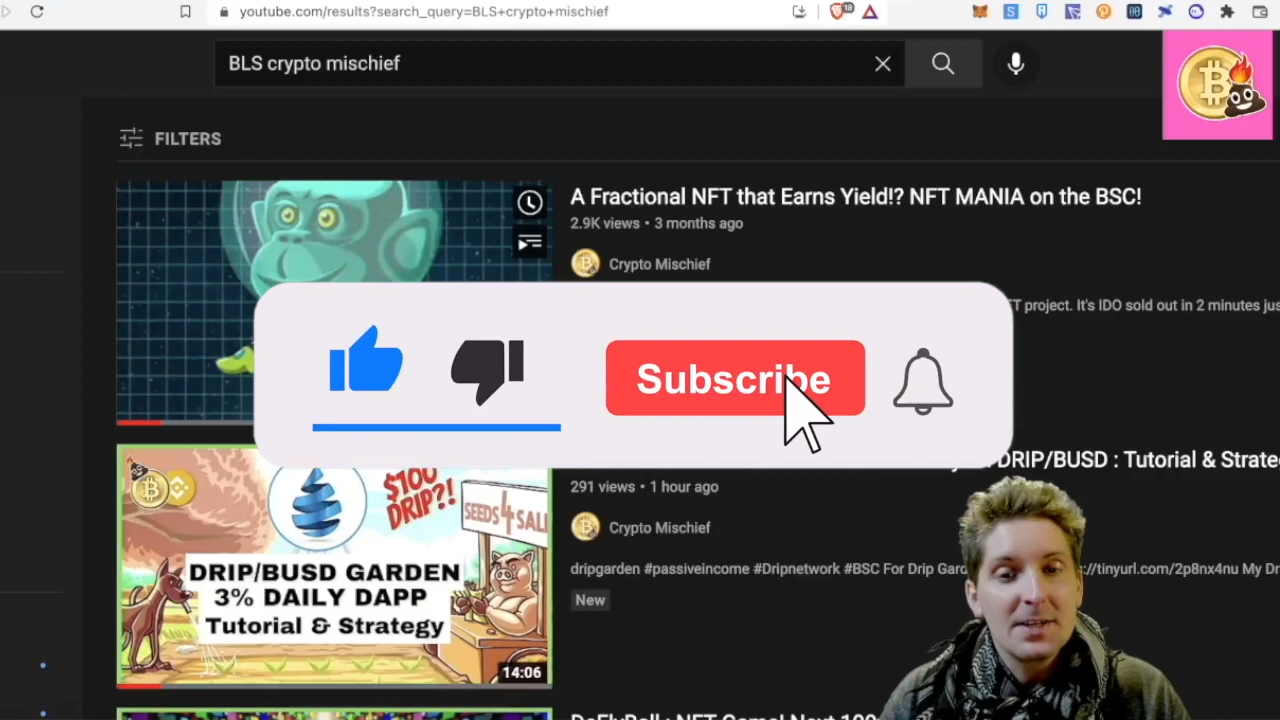 youtube.com/results?search_query=BLS+crypto+mischief
18
BLS crypto mischief
FILTERS
A Fractional NFT that Earns Yield!? NFT MANIA on the BSC!
2.9K views • 3 months ago
Crypto Mischief
FT project. It's IDO sold out in 2 minutes jus
Subscribe
DRIP/BUSD : Tutorial & Strate
291 views • 1 hour ago
Crypto Mischief
dripgarden #passiveincome #Dripnetwork #BSC For Drip Gar
://tinyurl.com/2p8nx4nu My Dr
New
$100
DRIP?!
SEEDS 4 SAL
DRIP/BUSD GARDEN
3% DAILY DAPP
Tutorial & Strategy
14:06